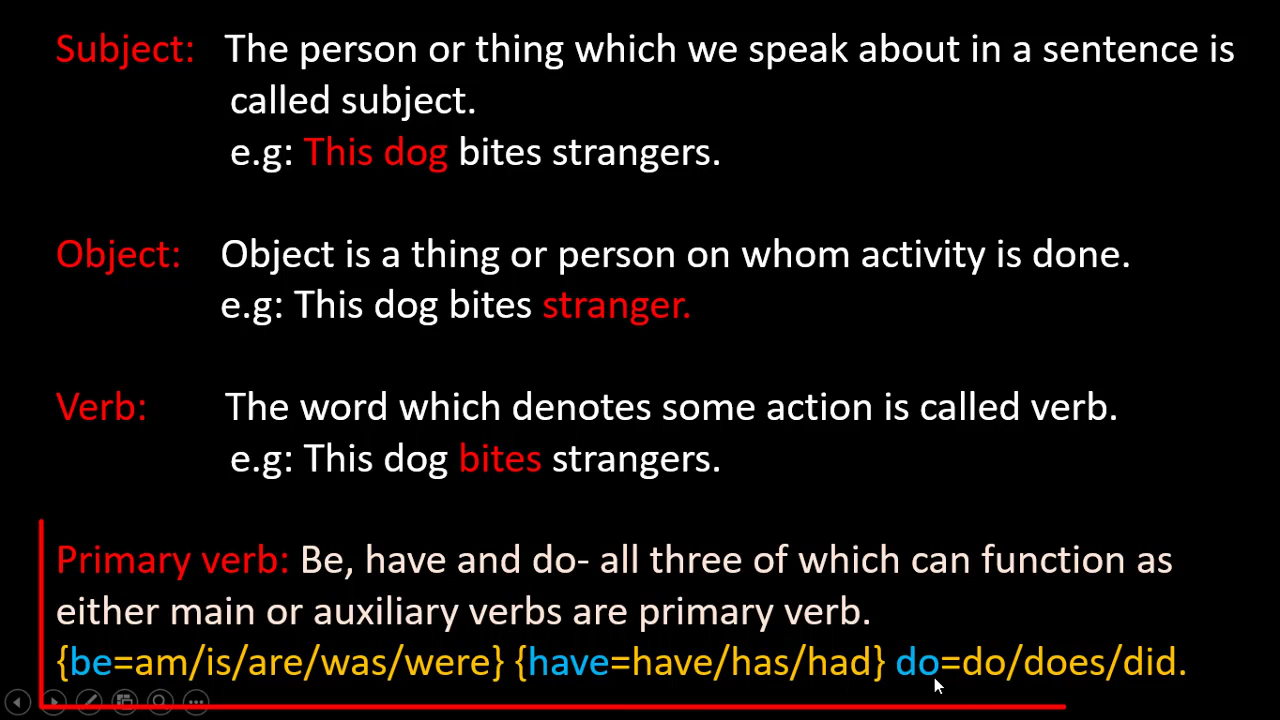 Subject: The person or thing which we speak about in a sentence is
called subject.
e.g: This dog bites strangers.
Object: Object is a thing or person on whom activity is done.
e.g: This dog bites stranger.
Verb: The word which denotes some action is called verb.
e.g: This dog bites strangers.
Primary verb: Be, have and do- all three of which can function as
either main or auxiliary verbs are primary verb.
{be=am/is/are/was/were} {have=have/has/had} do=do/does/did.